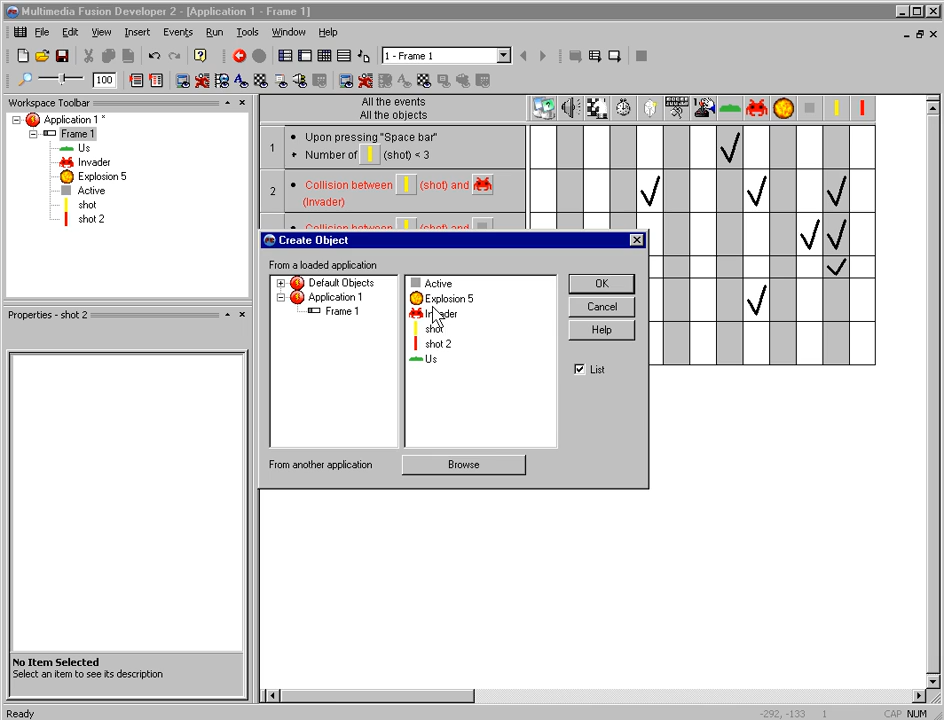 Multimedia Fusion Developer 2 - [Application 1 - Frame 1]
File Edit View Insert Events Run Tools Window Help
1 - Frame 1
100
Workspace Toolbar
Application 1 *
Frame 1
Us
Invader
Explosion 5
Active
shot
shot 2
Properties - shot 2
No Item Selected
Select an item to see its description
All the events
All the objects
1
• Upon pressing "Space bar"
+ Number of (shot) < 3
2
• Collision between (shot) and
(Invader)
• Collision between (shot) and
Create Object
From a loaded application
Default Objects
Application 1
Frame 1
Active
Explosion 5
Invader
shot
shot 2
Us
OK
Cancel
Help
List
From another application
Browse
Ready
-292, -133 1 CAP NUM